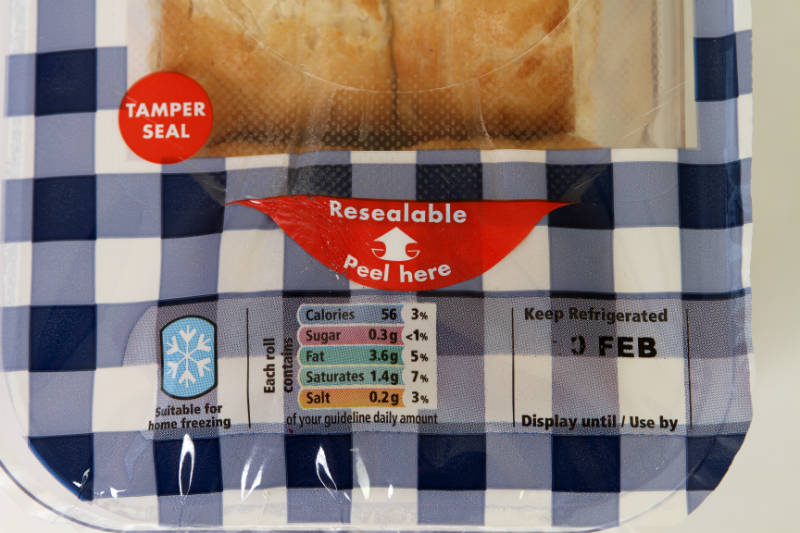 TAMPER
SEAL
Resealable
Peel here
Suitable for
home freezing
Each roll
contains
Calories 56 3%
Sugar 0.3g <1%
Fat 3.6g 5%
Saturates 1.4g 7%
Salt 0.2g 3%
of your guideline daily amount
Keep Refrigerated
FEB
Display until / Use by